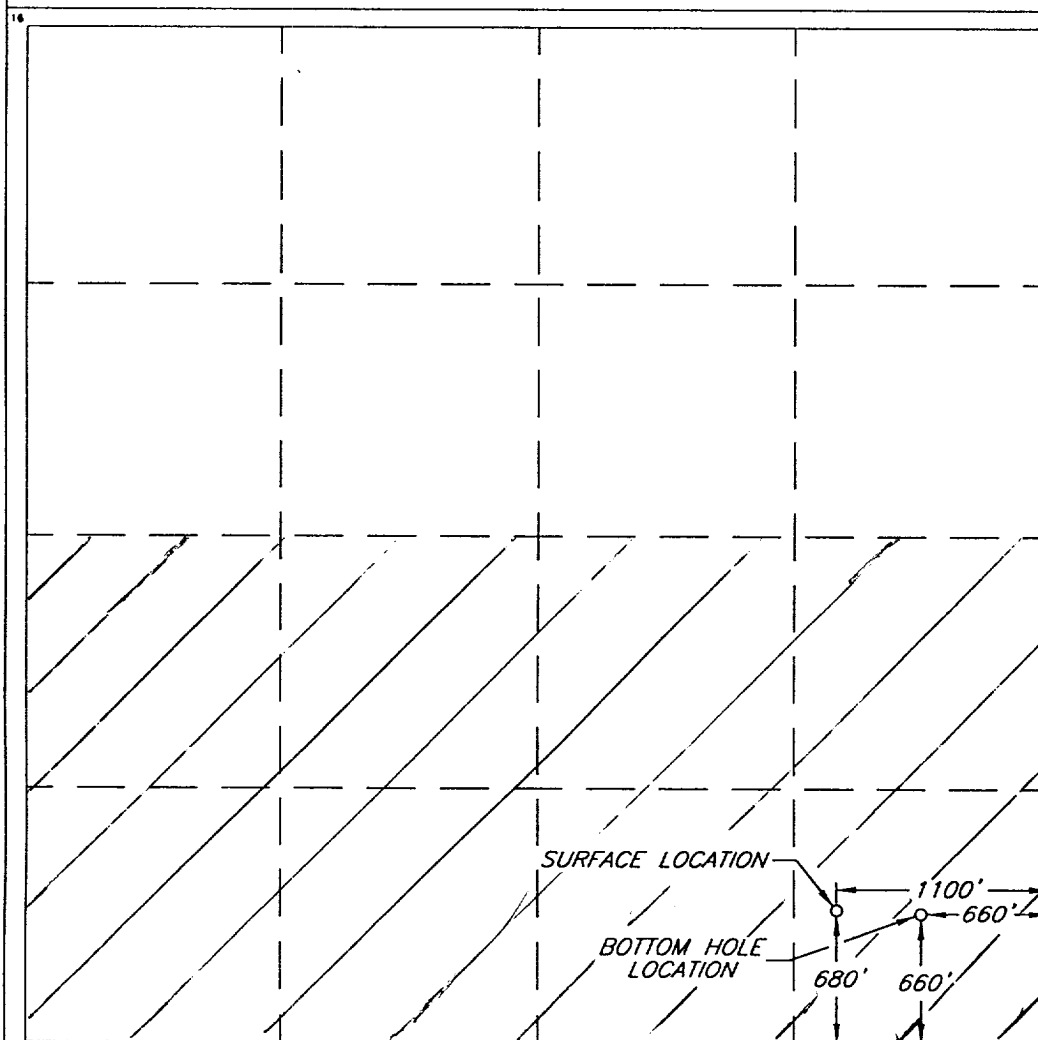 16
SURFACE LOCATION
1100'
660'
BOTTOM HOLE
LOCATION
680'
660'